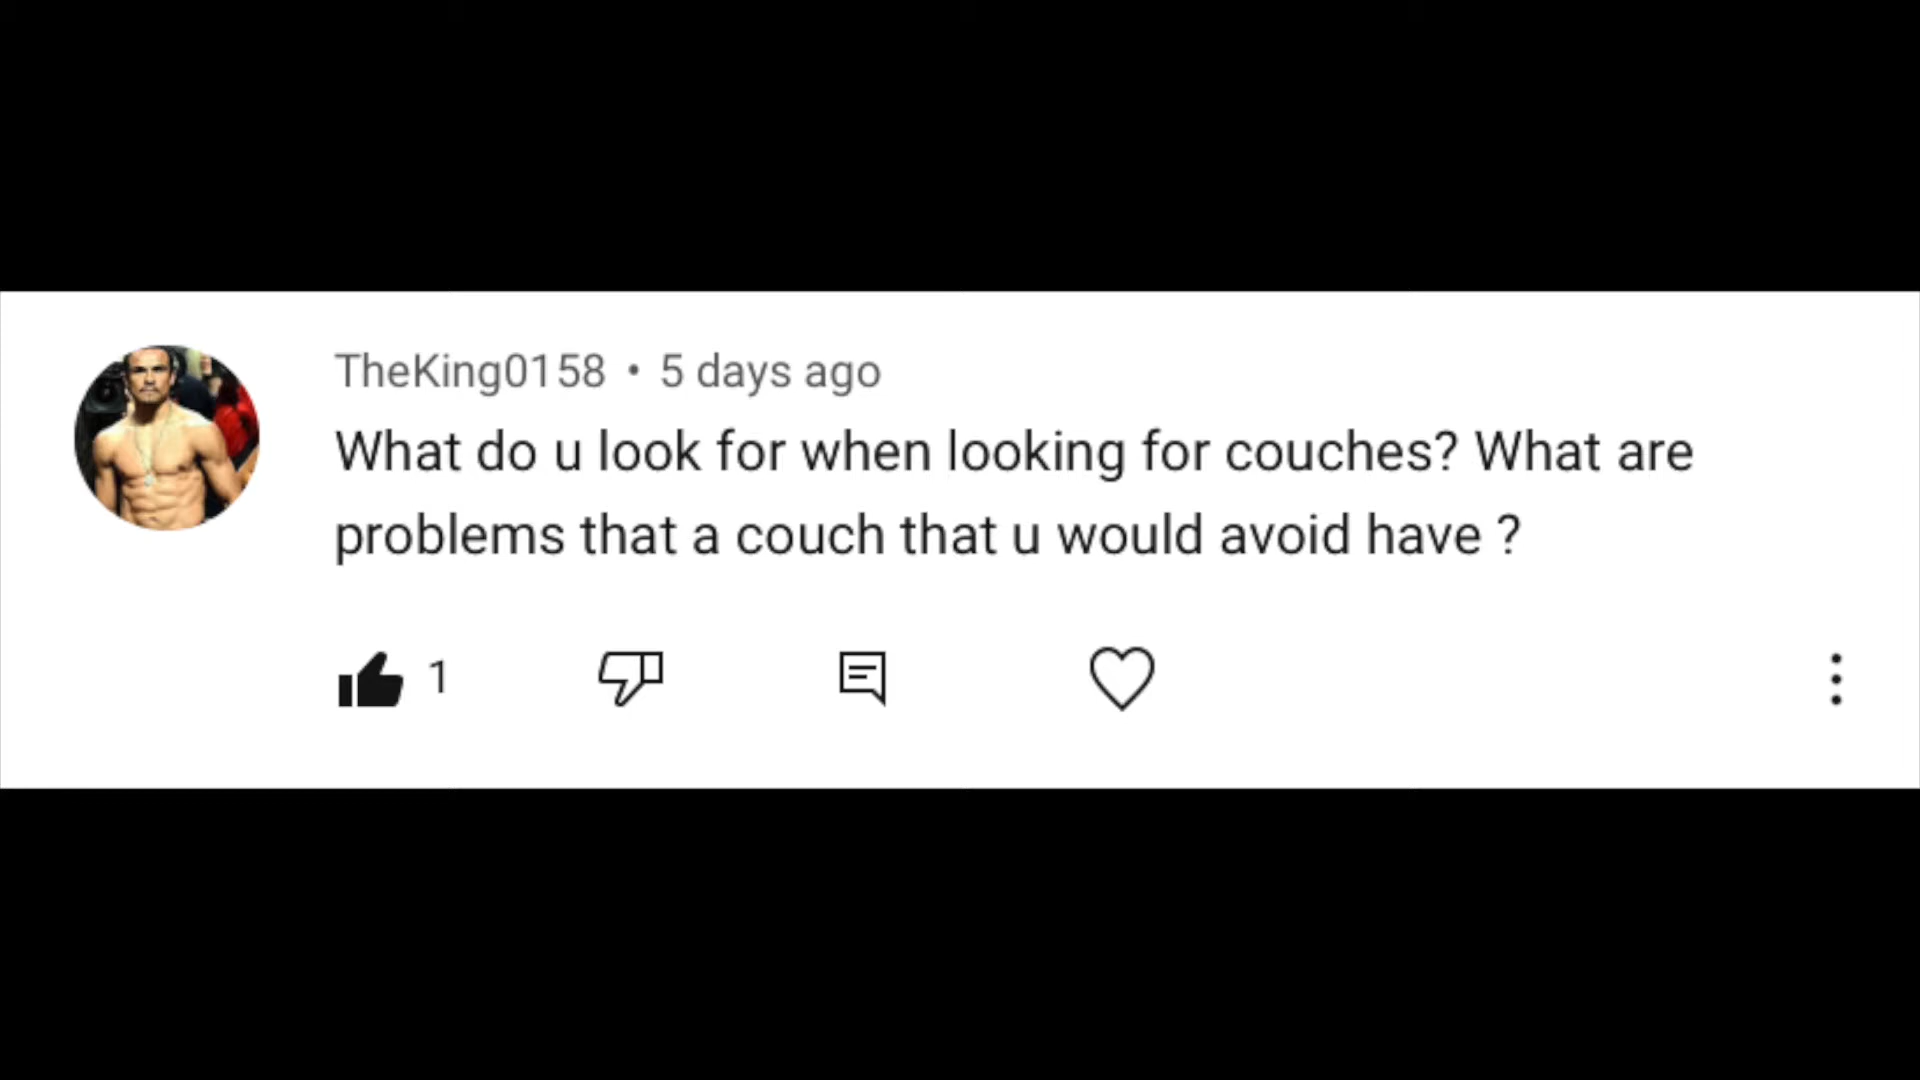 TheKing0158 • 5 days ago
What do u look for when looking for couches? What are
problems that a couch that u would avoid have ?
1